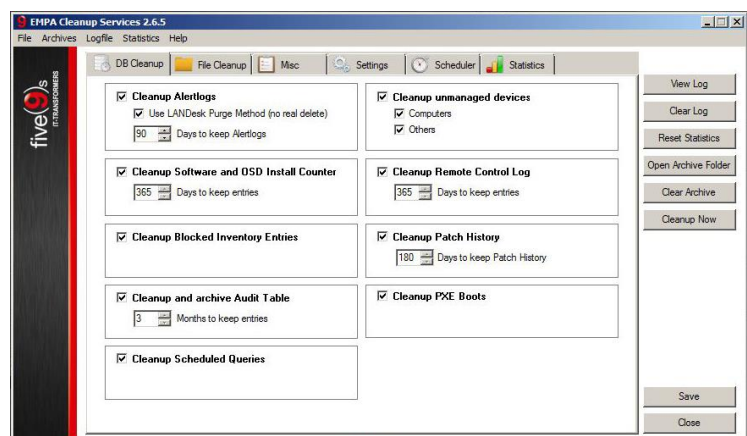 EMPA Cleanup Services 2.6.5
File Archives Logfile Statistics Help
DB Cleanup File Cleanup Misc Settings Scheduler Statistics
five(9)s
IT-TRANSFORMERS
Cleanup Alertlogs
Use LANDesk Purge Method (no real delete)
90 Days to keep Alertlogs
Cleanup unmanaged devices
Computers
Others
Cleanup Software and OSD Install Counter
365 Days to keep entries
Cleanup Remote Control Log
365 Days to keep entries
Cleanup Blocked Inventory Entries
Cleanup Patch History
180 Days to keep Patch History
Cleanup and archive Audit Table
3 Months to keep entries
Cleanup PXE Boots
Cleanup Scheduled Queries
View Log
Clear Log
Reset Statistics
Open Archive Folder
Clear Archive
Cleanup Now
Save
Close